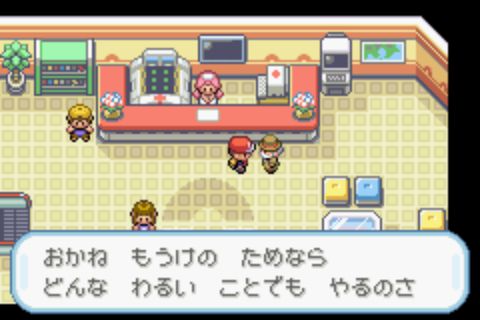 おかね　もうけの　ためなら
どんな　わるい　ことでも　やるのさ